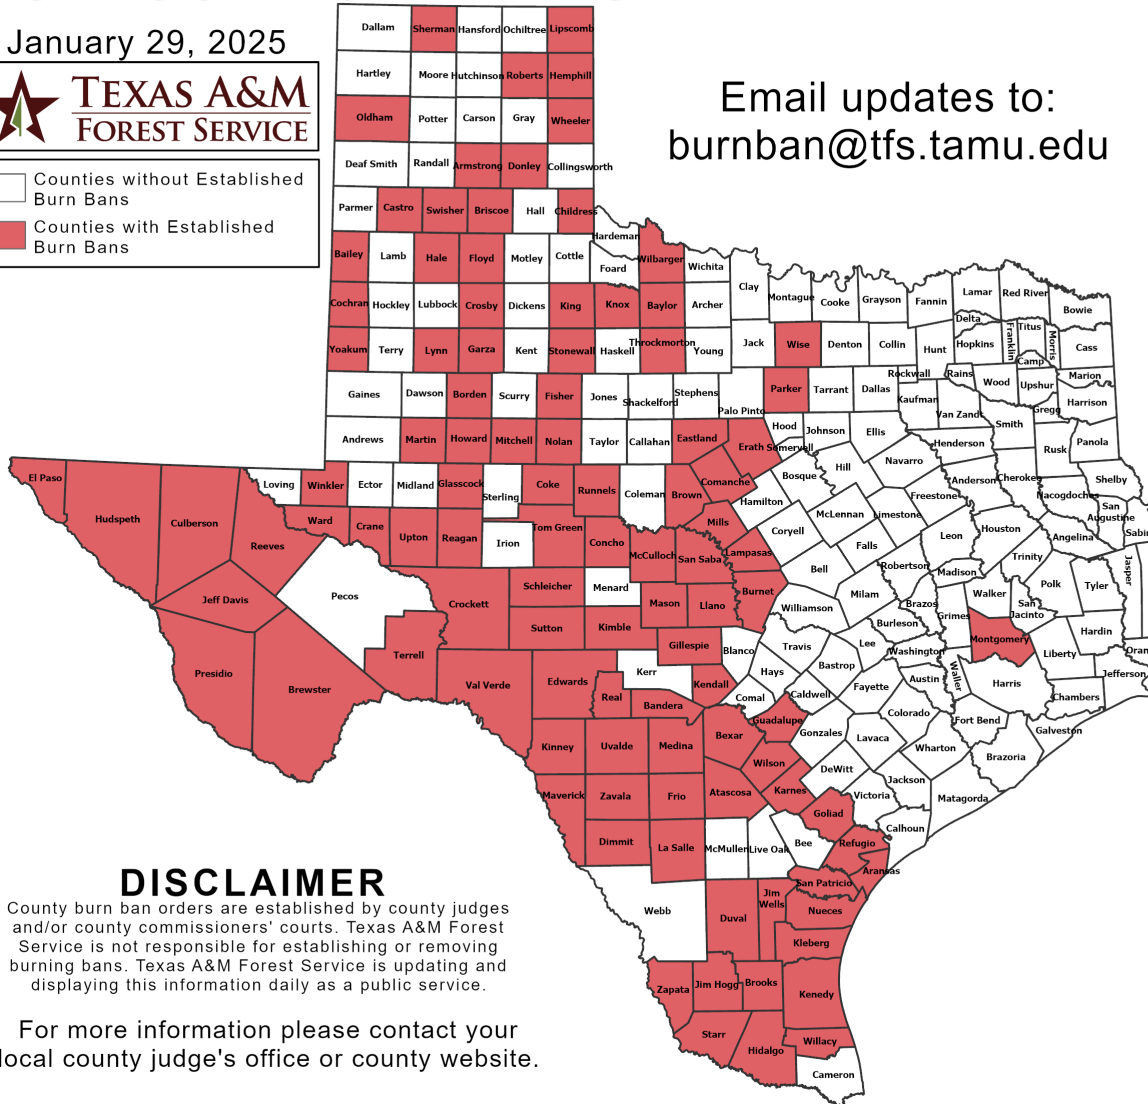 January 29, 2025
TEXAS A&M
FOREST SERVICE
Counties without Established
Burn Bans
Counties with Established
Burn Bans
Email updates to:
burnban@tfs.tamu.edu
Dallam Sherman Hansford Ochiltree Lipscomb
Hartley Moore Hutchinson Roberts Hemphill
Oldham Potter Carson Gray Wheeler
Deaf Smith Randall Armstrong Donley Collingsworth
Parmer Castro Swisher Briscoe Hall Childress
Hardeman
Bailey Lamb Hale Floyd Motley Cottle Foard Wilbarger Wichita
Clay Montague Cooke Grayson Fannin Lamar Red River Bowie
Cochran Hockley Lubbock Crosby Dickens King Knox Baylor Archer
Delta Franklin Titus Morris
Yoakum Terry Lynn Garza Kent Stonewall Haskell Throckmorton Young Jack Wise Denton Collin Hunt Hopkins Camp Cass
Rockwall Rains Wood Upshur Marion
Gaines Dawson Borden Scurry Fisher Jones Shackelford Stephens Palo Pinto Parker Tarrant Dallas Kaufman Van Zandt Gregg Harrison
Andrews Martin Howard Mitchell Nolan Taylor Callahan Eastland Erath Somervell Hood Johnson Ellis Henderson Smith Rusk Panola
El Paso Hudspeth Culberson Reeves Loving Winkler Ector Midland Glasscock Sterling Coke Runnels Coleman Brown Comanche Hamilton Bosque Hill Navarro Freestone Anderson Cherokee Nacogdoches Shelby
Ward Crane Upton Reagan Irion Tom Green Concho McCulloch San Saba Mills Lampasas Coryell McLennan Limestone Leon Houston Angelina San
Augustine Sabi
Jeff Davis Pecos Crockett Schleicher Menard Mason Llano Burnet Bell Falls Milam Robertson Madison Trinity Polk Tyler Jasper
Walker San
Jacinto
Presidio Brewster Terrell Sutton Kimble Gillespie Blanco Williamson Travis Burleson Brazos Grimes Montgomery Liberty Hardin Oran
Val Verde Edwards Real Kerr Bandera Kendall Comal Hays Caldwell Bastrop Lee Washington Fayette Austin Waller Harris Chambers Jefferson
Kinney Uvalde Medina Bexar Guadalupe Gonzales Lavaca Colorado Wharton Fort Bend Brazoria Galveston
Maverick Zavala Frio Atascosa Wilson Karnes DeWitt Victoria Jackson Matagorda
Dimmit La Salle McMullen Live Oak Bee Goliad Refugio Calhoun
Aransas
San Patricio
Webb Duval Jim
Wells Nueces
Kleberg
Zapata Jim Hogg Brooks Kenedy
Starr Hidalgo Willacy
Cameron
DISCLAIMER
County burn ban orders are established by county judges
and/or county commissioners' courts. Texas A&M Forest
Service is not responsible for establishing or removing
burning bans. Texas A&M Forest Service is updating and
displaying this information daily as a public service.
For more information please contact your
local county judge's office or county website.